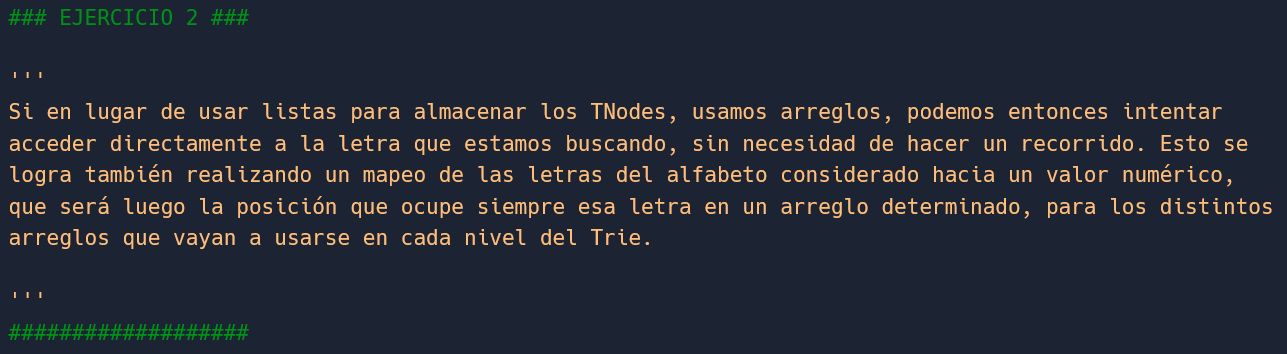 ### EJERCICIO 2 ###
'''
Si en lugar de usar listas para almacenar los TNodes, usamos arreglos, podemos entonces intentar
acceder directamente a la letra que estamos buscando, sin necesidad de hacer un recorrido. Esto se
logra también realizando un mapeo de las letras del alfabeto considerado hacia un valor numérico,
que será luego la posición que ocupe siempre esa letra en un arreglo determinado, para los distintos
arreglos que vayan a usarse en cada nivel del Trie.
'''
###################